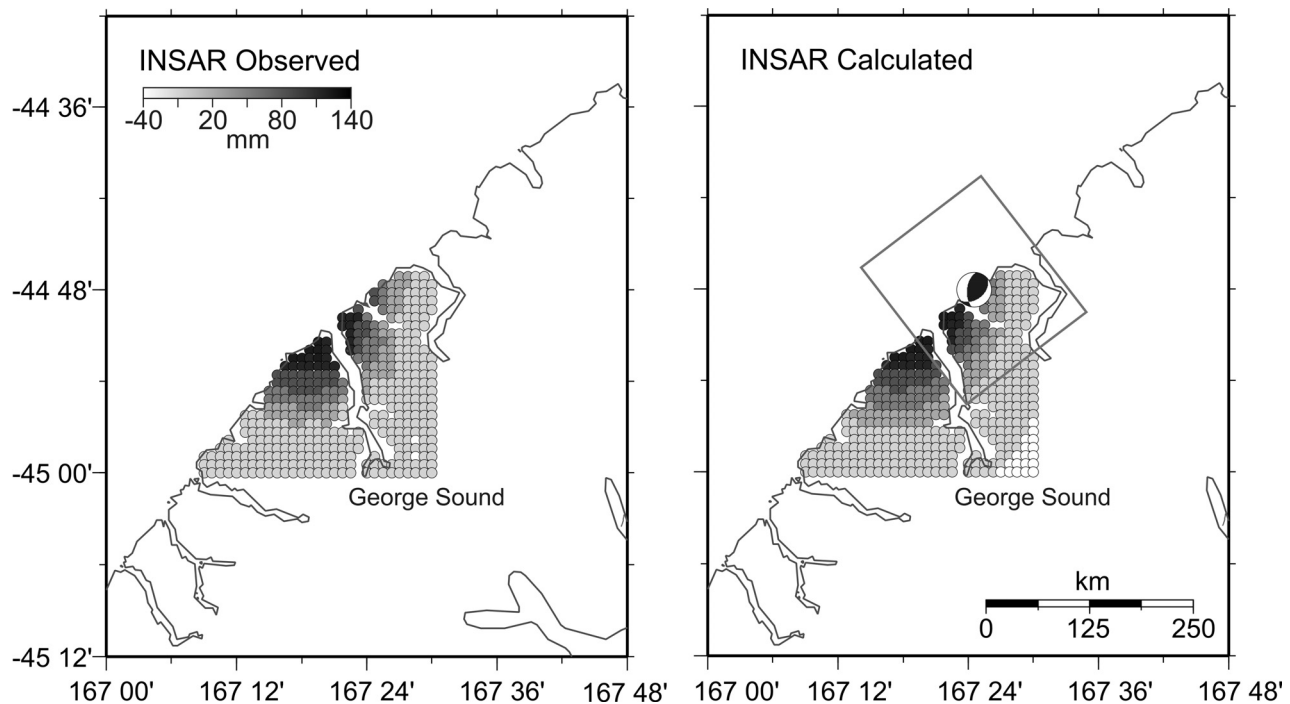 INSAR Observed
-40 20 80 140
mm
-44 36'
-44 48'
-45 00'
-45 12'
George Sound
167 00' 167 12' 167 24' 167 36' 167 48'
INSAR Calculated
George Sound
km
0 125 250
167 00' 167 12' 167 24' 167 36' 167 48'